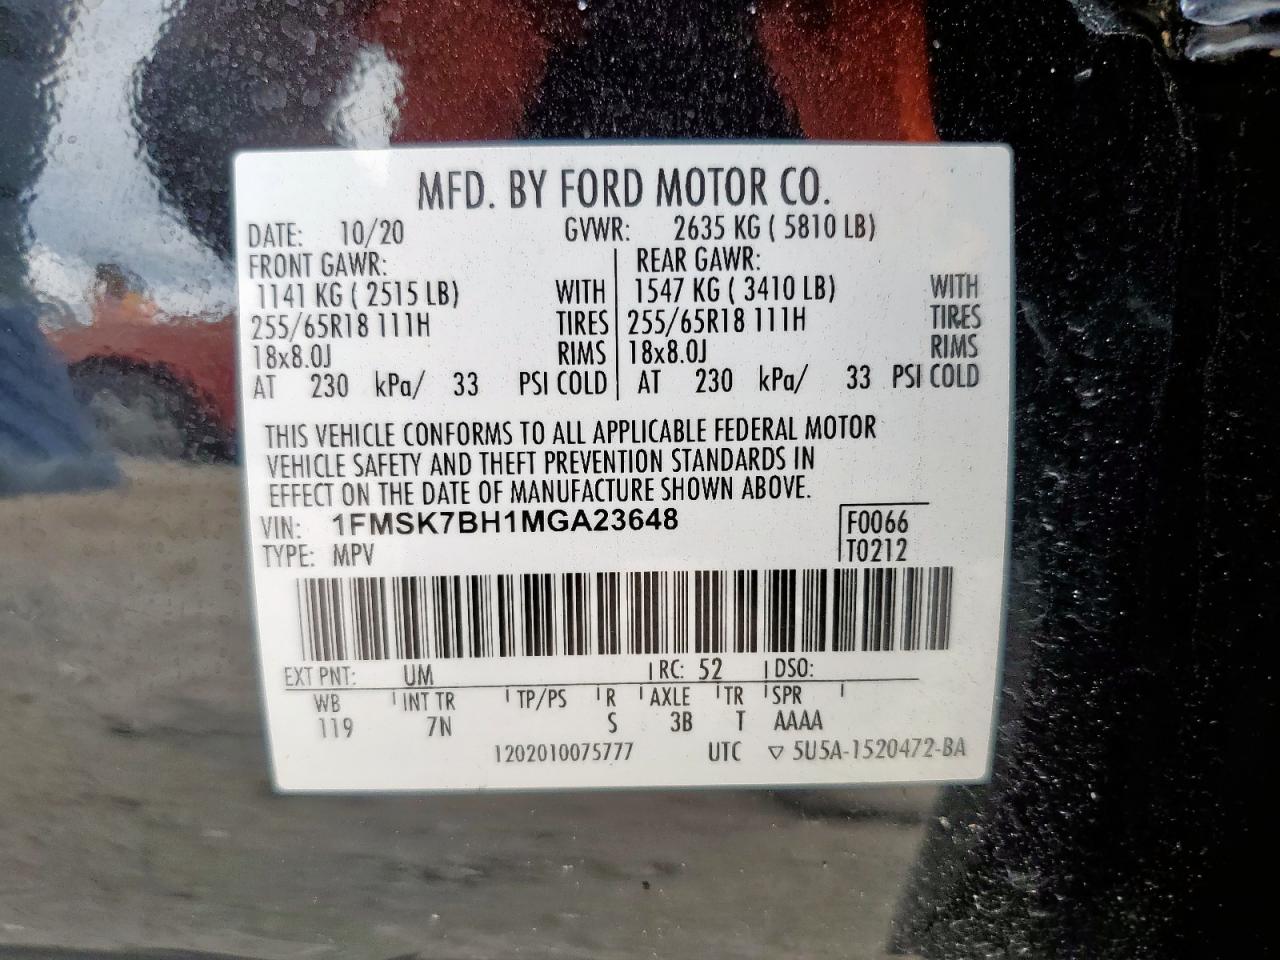 MFD. BY FORD MOTOR CO.
DATE: 10/20 GVWR: 2635 KG ( 5810 LB)
FRONT GAWR: REAR GAWR:
1141 KG ( 2515 LB) WITH 1547 KG ( 3410 LB) WITH
255/65R18 111H TIRES 255/65R18 111H TIRES
18x8.0J RIMS 18x8.0J RIMS
AT 230 kPa/ 33 PSI COLD AT 230 kPa/ 33 PSI COLD
THIS VEHICLE CONFORMS TO ALL APPLICABLE FEDERAL MOTOR
VEHICLE SAFETY AND THEFT PREVENTION STANDARDS IN
EFFECT ON THE DATE OF MANUFACTURE SHOWN ABOVE.
VIN: 1FMSK7BH1MGA23648 F0066
TYPE: MPV T0212
EXT PNT: UM RC: 52 DSO:
WB INT TR TP/PS R AXLE TR SPR
119 7N S 3B T AAAA
1202010075777 UTC ▽ 5U5A-1520472-BA